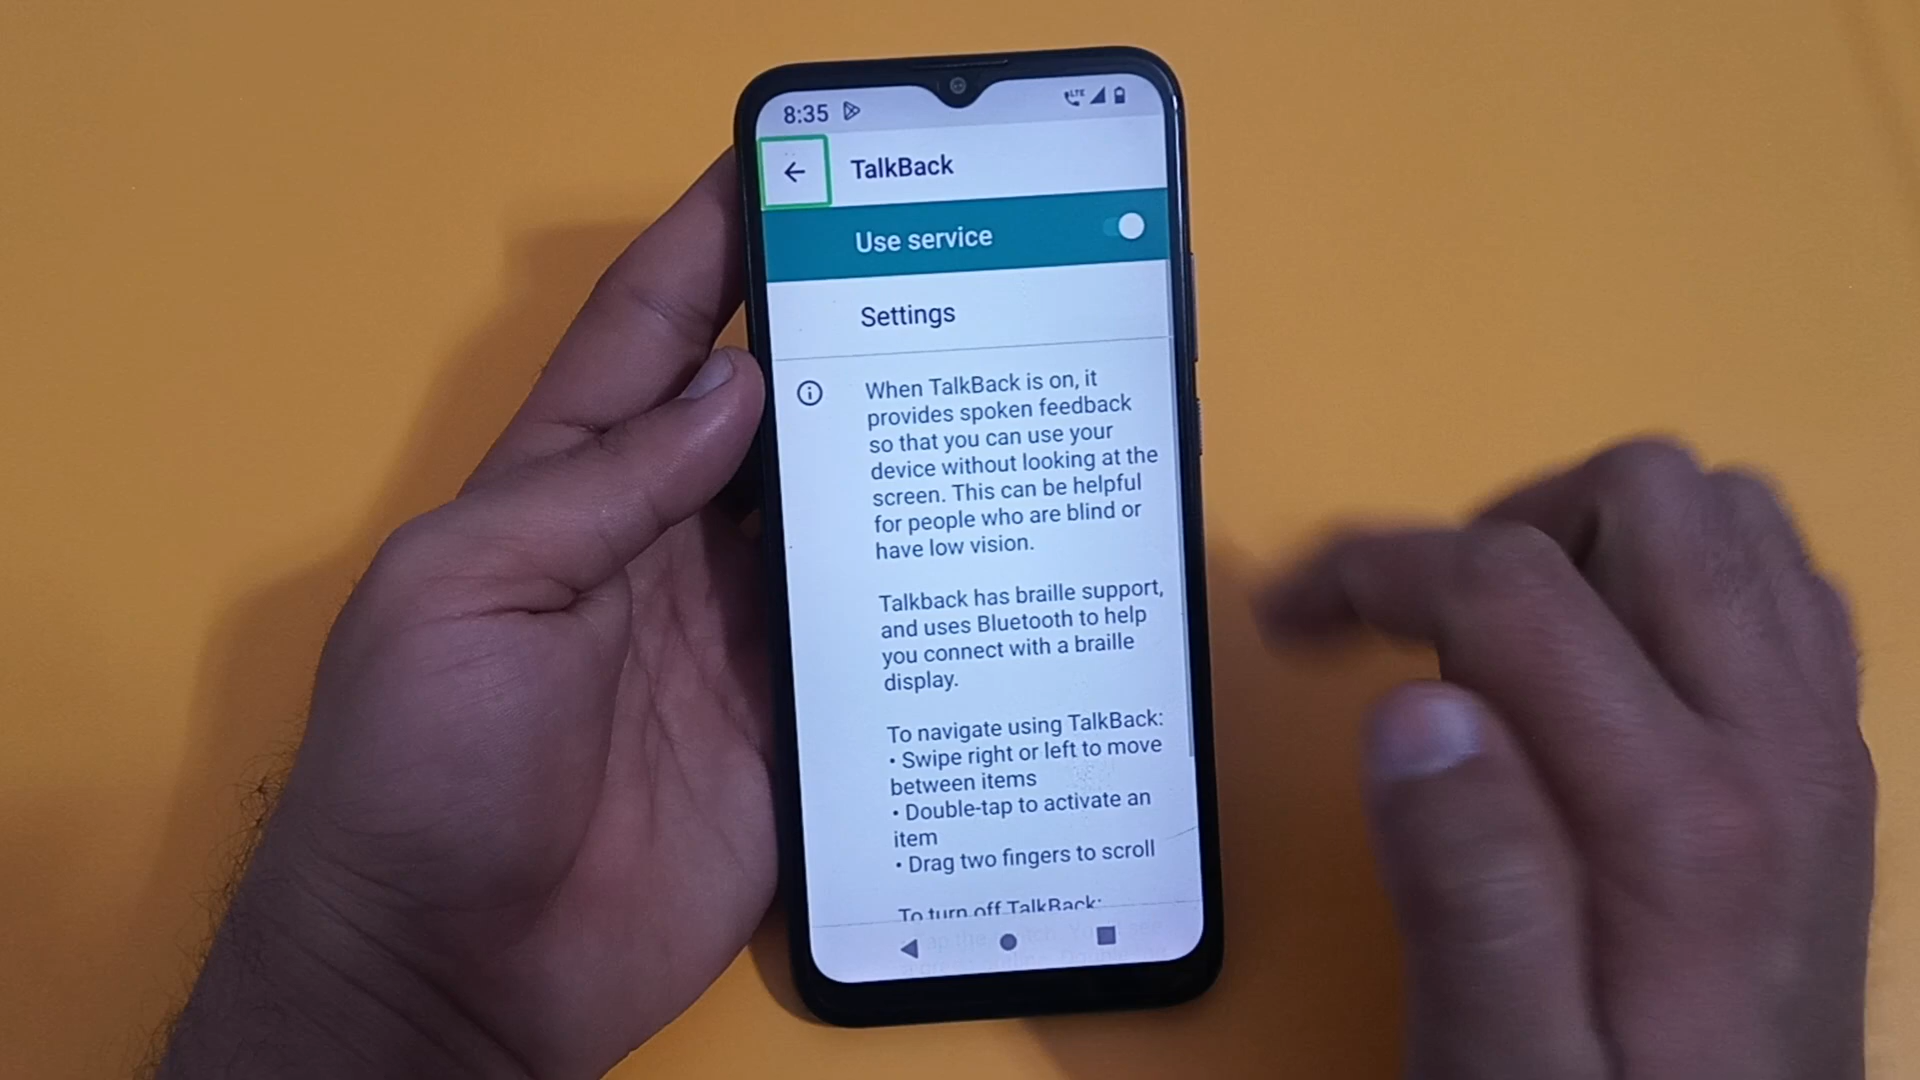 8:35
LTE
TalkBack
Use service
Settings
When TalkBack is on, it
provides spoken feedback
so that you can use your
device without looking at the
screen. This can be helpful
for people who are blind or
have low vision.
Talkback has braille support,
and uses Bluetooth to help
you connect with a braille
display.
To navigate using TalkBack:
• Swipe right or left to move
between items
• Double-tap to activate an
item
• Drag two fingers to scroll
To turn off TalkBack: